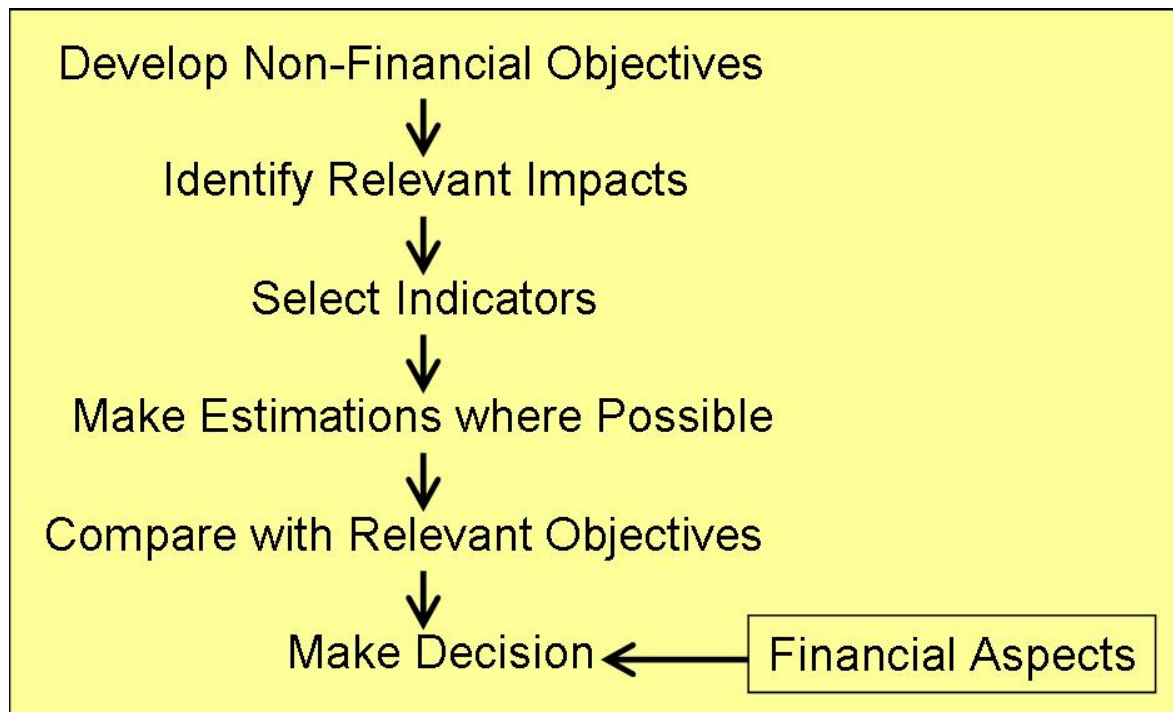 Develop Non-Financial Objectives
Identify Relevant Impacts
Select Indicators
Make Estimations where Possible
Compare with Relevant Objectives
Make Decision
Financial Aspects